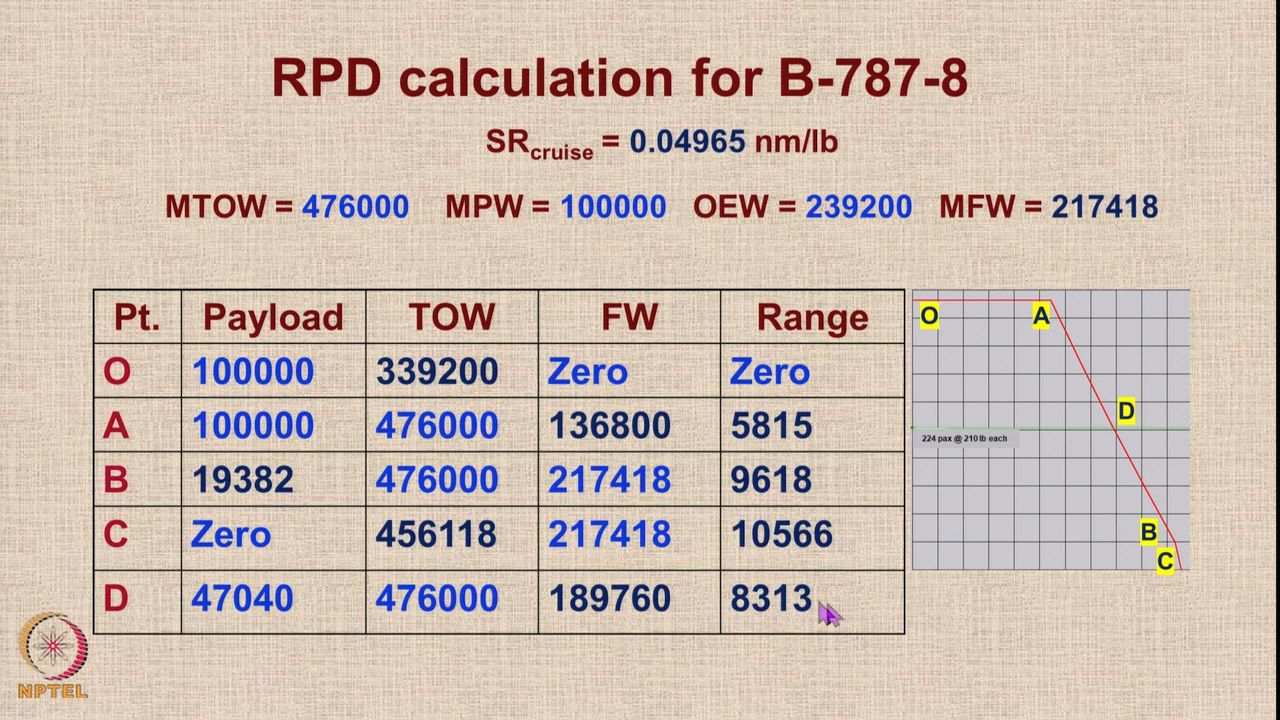 RPD calculation for B-787-8
SRcruise = 0.04965 nm/lb
MTOW = 476000 MPW = 100000 OEW = 239200 MFW = 217418
Pt. Payload TOW FW Range
O 100000 339200 Zero Zero
A 100000 476000 136800 5815
B 19382 476000 217418 9618
C Zero 456118 217418 10566
D 47040 476000 189760 8313
O A
D
224 pax @ 210 lb each
B
C
NPTEL